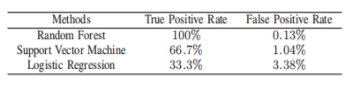 Methods True Positive Rate False Positive Rate
Random Forest 100% 0.13%
Support Vector Machine 66.7% 1.04%
Logistic Regression 33.3% 3.38%